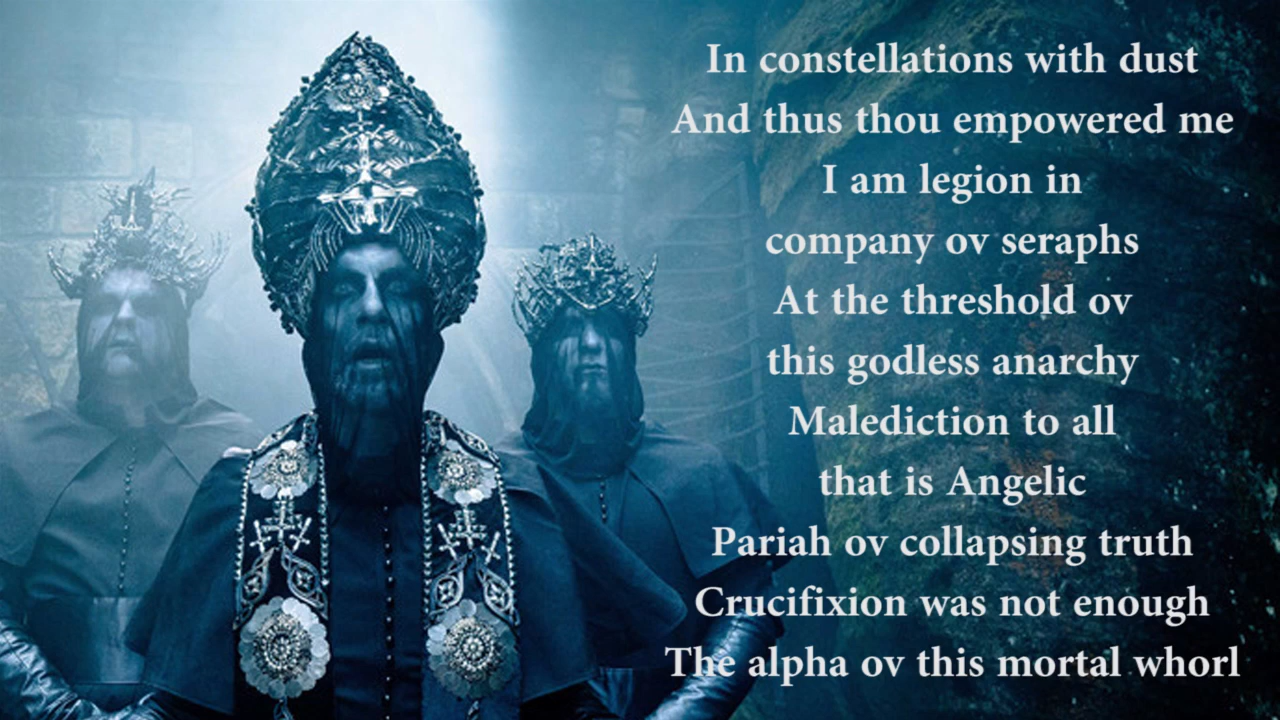 In constellations with dust
And thus thou empowered me
I am legion in
company ov seraphs
At the threshold ov
this godless anarchy
Malediction to all
that is Angelic
Pariah ov collapsing truth
Crucifixion was not enough
The alpha ov this mortal whorl